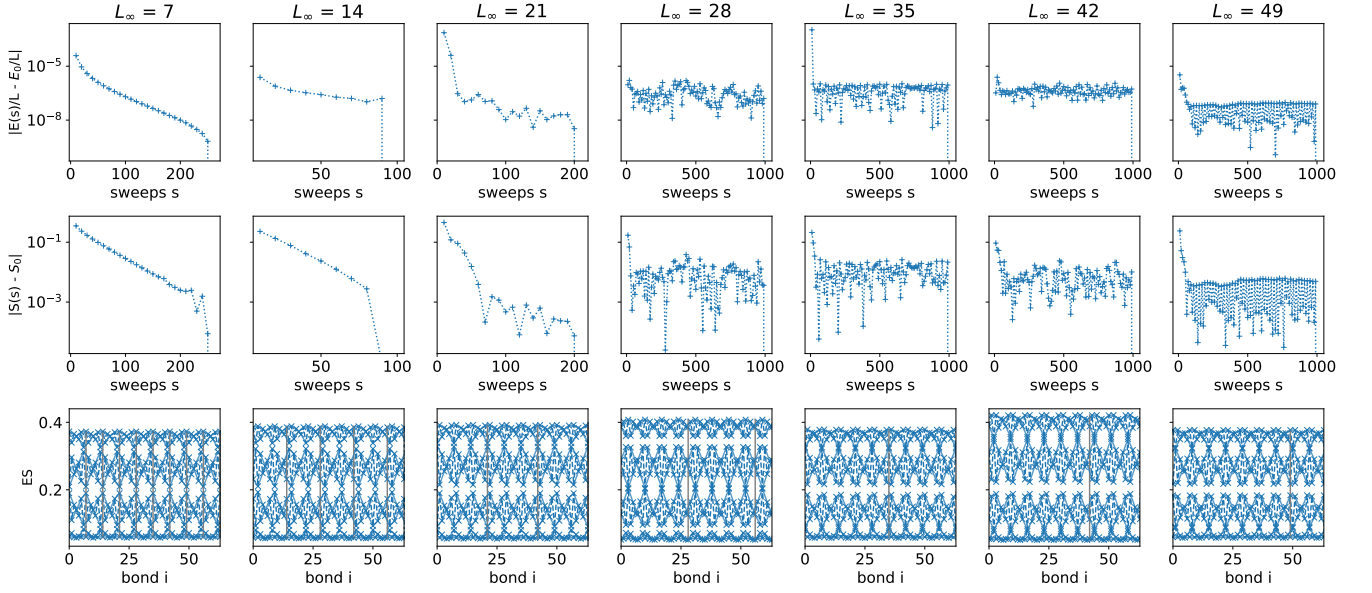 L∞ = 7 L∞ = 14 L∞ = 21 L∞ = 28 L∞ = 35 L∞ = 42 L∞ = 49
|E(s)/L - E₀/L|
10⁻⁵
10⁻⁸
0 100 200 50 100 0 100 200 0 500 1000 0 500 1000 0 500 1000 0 500 1000
sweeps s sweeps s sweeps s sweeps s sweeps s sweeps s sweeps s
|S(s) - S₀|
10⁻¹
10⁻³
0 100 200 50 100 0 100 200 0 500 1000 0 500 1000 0 500 1000 0 500 1000
sweeps s sweeps s sweeps s sweeps s sweeps s sweeps s sweeps s
ES
0.4
0.2
0 25 50 0 25 50 0 25 50 0 25 50 0 25 50 0 25 50 0 25 50
bond i bond i bond i bond i bond i bond i bond i